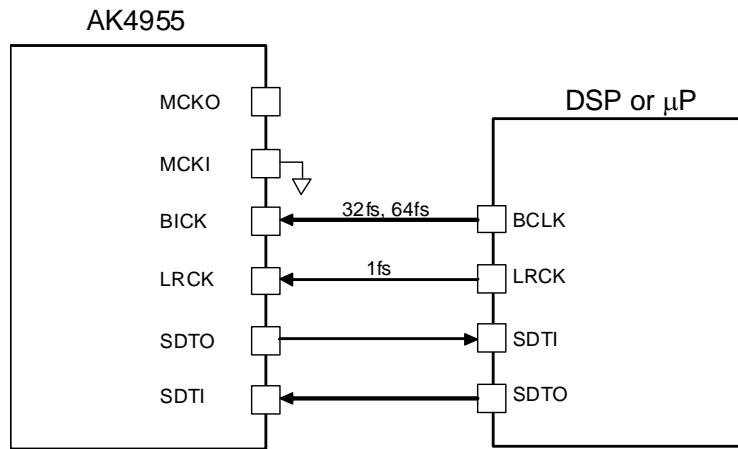 AK4955
DSP or μP
MCKO
MCKI
BICK 32fs, 64fs BCLK
LRCK 1fs LRCK
SDTO SDTI
SDTI SDTO